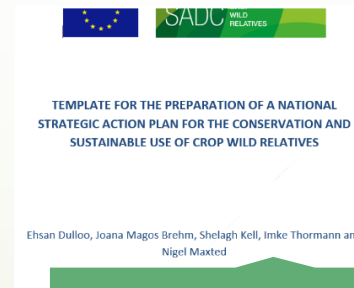 SADC WILD
RELATIVES
TEMPLATE FOR THE PREPARATION OF A NATIONAL
STRATEGIC ACTION PLAN FOR THE CONSERVATION AND
SUSTAINABLE USE OF CROP WILD RELATIVES
Ehsan Dulloo, Joana Magos Brehm, Shelagh Kell, Imke Thormann an
Nigel Maxted